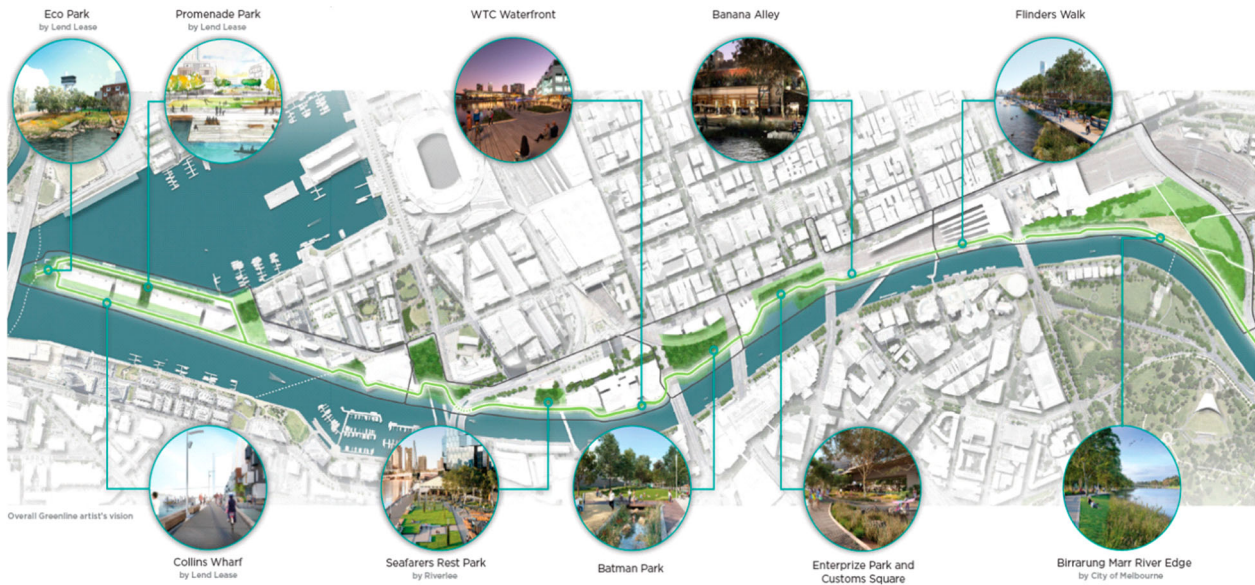 Eco Park
by Lend Lease
Promenade Park
by Lend Lease
WTC Waterfront
Banana Alley
Flinders Walk
Overall Greenline artist's vision
Collins Wharf
by Lend Lease
Seafarers Rest Park
by Riverlee
Batman Park
Enterprize Park and
Customs Square
Birrarung Marr River Edge
by City of Melbourne